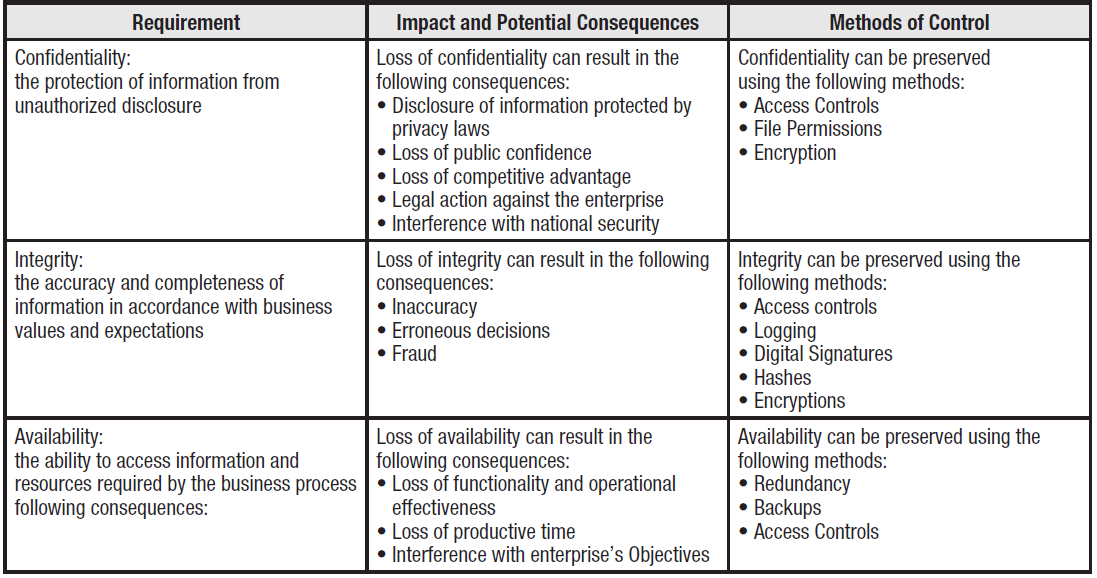 Requirement
Impact and Potential Consequences
Methods of Control
Confidentiality:
the protection of information from
unauthorized disclosure
Loss of confidentiality can result in the
following consequences:
• Disclosure of information protected by
privacy laws
• Loss of public confidence
• Loss of competitive advantage
• Legal action against the enterprise
• Interference with national security
Confidentiality can be preserved
using the following methods:
• Access Controls
• File Permissions
• Encryption
Integrity:
the accuracy and completeness of
information in accordance with business
values and expectations
Loss of integrity can result in the following
consequences:
• Inaccuracy
• Erroneous decisions
• Fraud
Integrity can be preserved using the
following methods:
• Access controls
• Logging
• Digital Signatures
• Hashes
• Encryptions
Availability:
the ability to access information and
resources required by the business process
following consequences:
Loss of availability can result in the
following consequences:
• Loss of functionality and operational
effectiveness
• Loss of productive time
• Interference with enterprise’s Objectives
Availability can be preserved using the
following methods:
• Redundancy
• Backups
• Access Controls